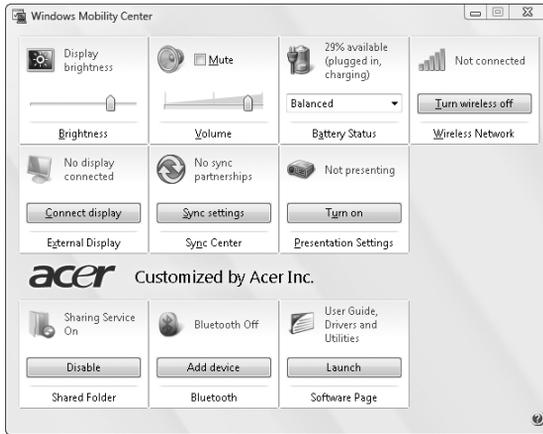 Windows Mobility Center
Display
brightness
Brightness
Mute
Volume
29% available
(plugged in,
charging)
Balanced
Battery Status
Not connected
Turn wireless off
Wireless Network
No display
connected
Connect display
External Display
No sync
partnerships
Sync settings
Sync Center
Not presenting
Turn on
Presentation Settings
acer Customized by Acer Inc.
Sharing Service
On
Disable
Shared Folder
Bluetooth Off
Add device
Bluetooth
User Guide,
Drivers and
Utilities
Launch
Software Page
?